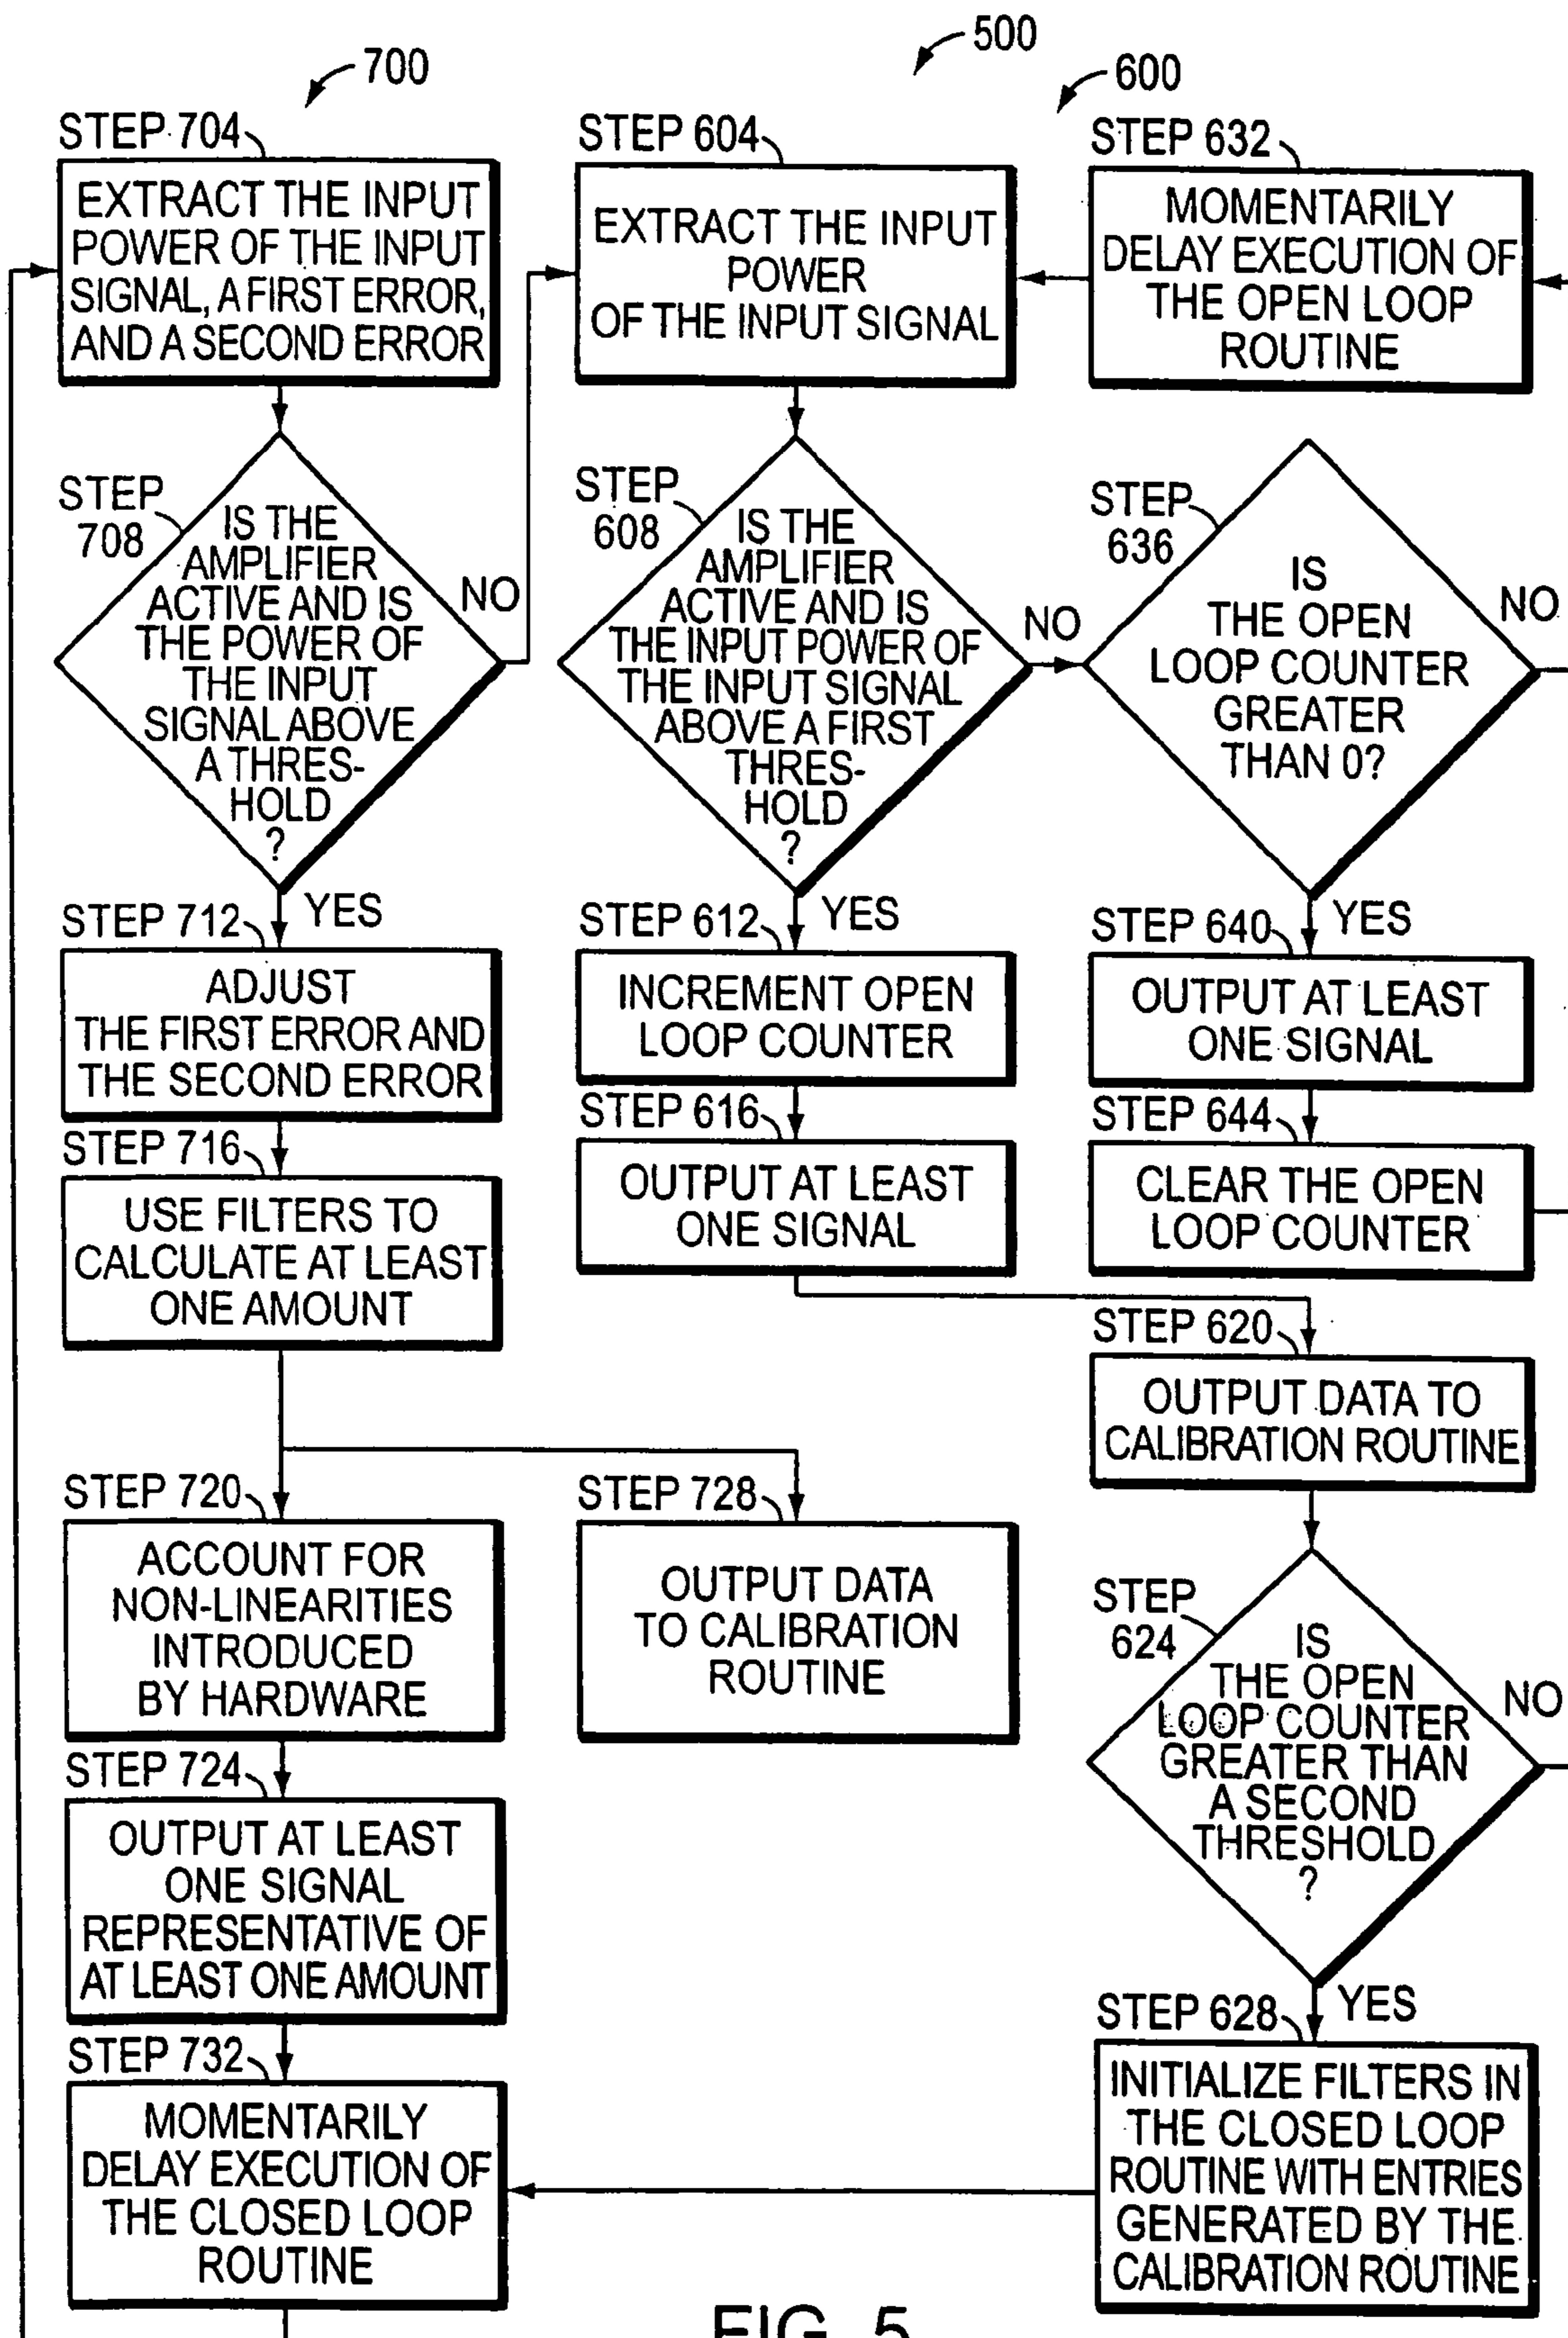 700
500
600
STEP 704
EXTRACT THE INPUT
POWER OF THE INPUT
SIGNAL, A FIRST ERROR,
AND A SECOND ERROR
STEP 604
EXTRACT THE INPUT
POWER
OF THE INPUT SIGNAL
STEP 632
MOMENTARILY
DELAY EXECUTION OF
THE OPEN LOOP
ROUTINE
STEP
708
IS THE
AMPLIFIER
ACTIVE AND IS
THE POWER OF
THE INPUT
SIGNAL ABOVE
A THRES-
HOLD
?
NO
YES
STEP
608
IS THE
AMPLIFIER
ACTIVE AND IS
THE INPUT POWER OF
THE INPUT SIGNAL
ABOVE A FIRST
THRES-
HOLD
?
NO
YES
STEP
636
IS
THE OPEN
LOOP COUNTER
GREATER
THAN 0?
NO
YES
STEP 712
ADJUST
THE FIRST ERROR AND
THE SECOND ERROR
STEP 612
INCREMENT OPEN
LOOP COUNTER
STEP 640
OUTPUT AT LEAST
ONE SIGNAL
STEP 716
USE FILTERS TO
CALCULATE AT LEAST
ONE AMOUNT
STEP 616
OUTPUT AT LEAST
ONE SIGNAL
STEP 644
CLEAR THE OPEN
LOOP COUNTER
STEP 620
OUTPUT DATA TO
CALIBRATION ROUTINE
STEP 720
ACCOUNT FOR
NON-LINEARITIES
INTRODUCED
BY HARDWARE
STEP 728
OUTPUT DATA
TO CALIBRATION
ROUTINE
STEP
624
IS
THE OPEN
LOOP COUNTER
GREATER THAN
A SECOND
THRESHOLD
?
NO
YES
STEP 724
OUTPUT AT LEAST
ONE SIGNAL
REPRESENTATIVE OF
AT LEAST ONE AMOUNT
STEP 628
INITIALIZE FILTERS IN
THE CLOSED LOOP
ROUTINE WITH ENTRIES
GENERATED BY THE
CALIBRATION ROUTINE
STEP 732
MOMENTARILY
DELAY EXECUTION OF
THE CLOSED LOOP
ROUTINE
FIG. 5